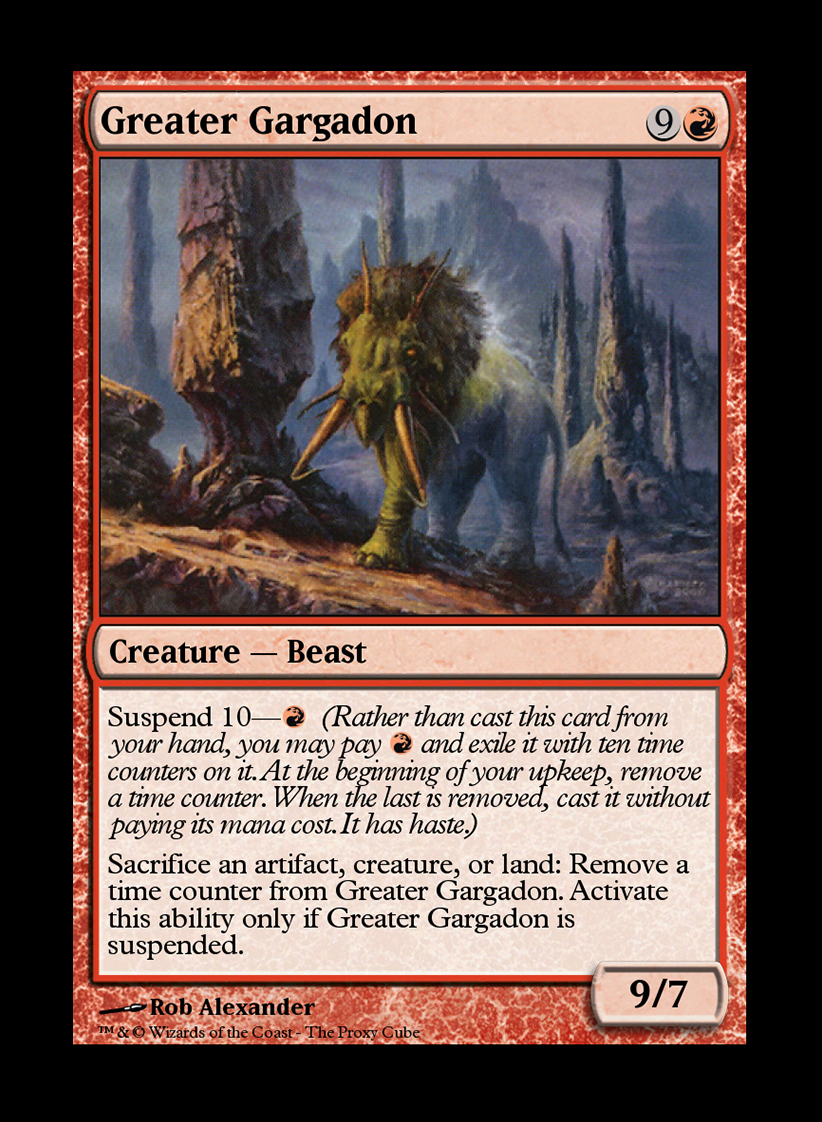 Greater Gargadon 9
Creature — Beast
Suspend 10— (Rather than cast this card from
your hand, you may pay and exile it with ten time
counters on it. At the beginning of your upkeep, remove
a time counter. When the last is removed, cast it without
paying its mana cost. It has haste.)
Sacrifice an artifact, creature, or land: Remove a
time counter from Greater Gargadon. Activate
this ability only if Greater Gargadon is
suspended.
9/7
Rob Alexander
™ & © Wizards of the Coast - The Proxy Cube